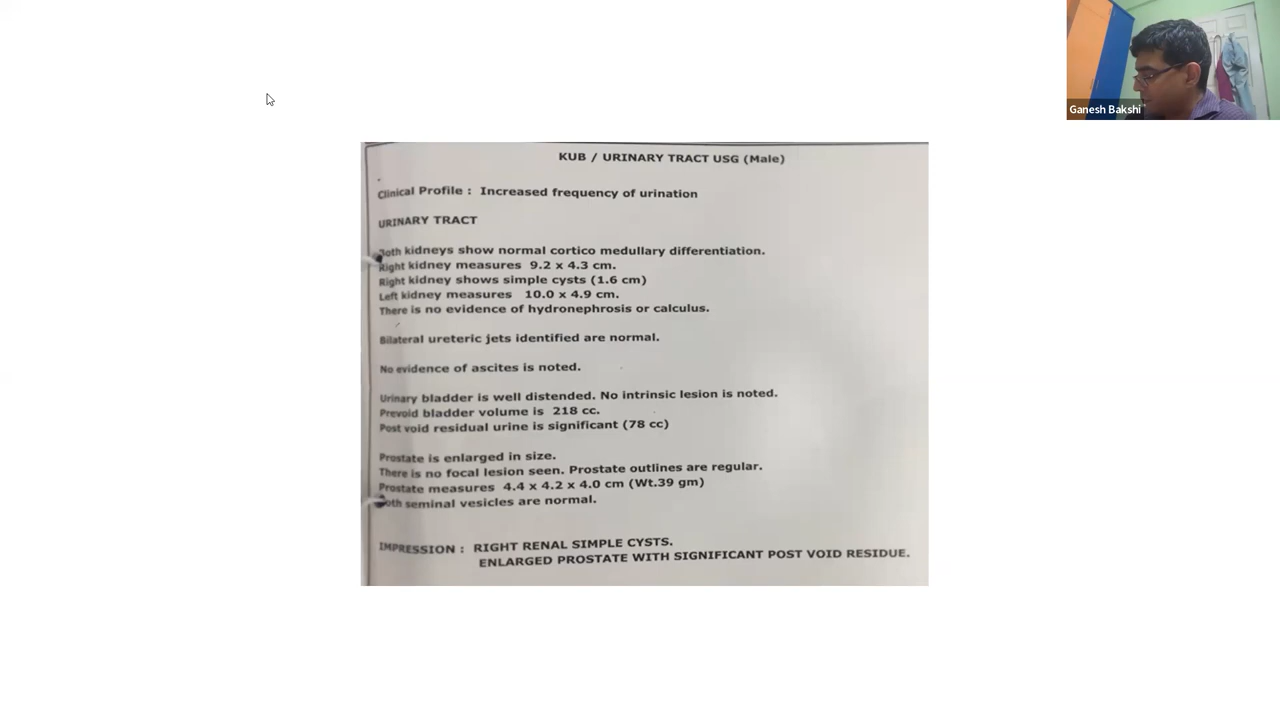 Ganesh Bakshi
KUB / URINARY TRACT USG (Male)
Clinical Profile : Increased frequency of urination
URINARY TRACT
Both kidneys show normal cortico medullary differentiation.
Right kidney measures 9.2 x 4.3 cm.
Right kidney shows simple cysts (1.6 cm)
Left kidney measures 10.0 x 4.9 cm.
There is no evidence of hydronephrosis or calculus.
Bilateral ureteric jets identified are normal.
No evidence of ascites is noted.
Urinary bladder is well distended. No intrinsic lesion is noted.
Prevoid bladder volume is 218 cc.
Post void residual urine is significant (78 cc)
Prostate is enlarged in size.
There is no focal lesion seen. Prostate outlines are regular.
Prostate measures 4.4 x 4.2 x 4.0 cm (Wt.39 gm)
Both seminal vesicles are normal.
IMPRESSION : RIGHT RENAL SIMPLE CYSTS.
ENLARGED PROSTATE WITH SIGNIFICANT POST VOID RESIDUE.